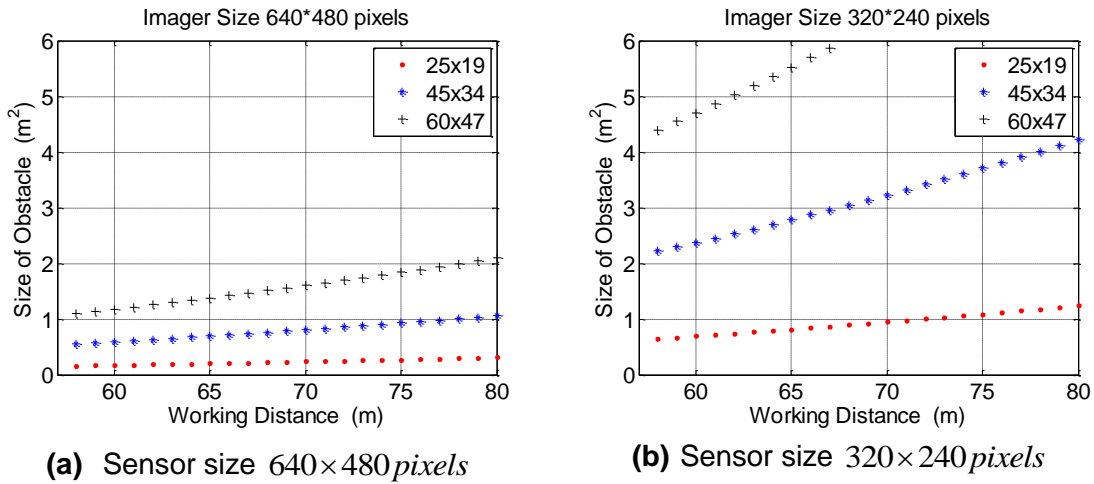 Imager Size 640*480 pixels
6
5
4
3
2
1
0
Size of Obstacle (m²)
25x19
45x34
60x47
60
65
70
75
80
Working Distance (m)
(a) Sensor size 640×480 pixels
Imager Size 320*240 pixels
6
5
4
3
2
1
0
Size of Obstacle (m²)
25x19
45x34
60x47
60
65
70
75
80
Working Distance (m)
(b) Sensor size 320×240 pixels